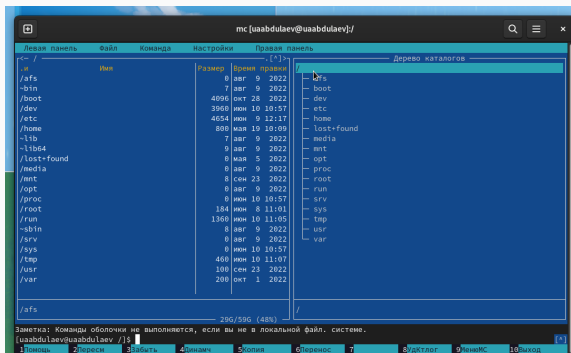 mc [uaabdulaev@uaabdulaev]:/
Левая панель Файл Команда Настройки Правая панель
<— / .[^]> Дерево каталогов
.и Имя Размер Время правки /
/afs 0 авг 9 2022 afs
~bin 7 авг 9 2022 boot
/boot 4096 окт 28 2022 dev
/dev 3960 июн 10 10:57 etc
/etc 4654 июн 9 12:17 home
/home 800 мая 19 10:09 lost+found
~lib 7 авг 9 2022 media
~lib64 9 авг 9 2022 mnt
/lost+found 0 мая 5 2022 opt
/media 0 авг 9 2022 proc
/mnt 8 сен 23 2022 root
/opt 0 авг 9 2022 run
/proc 0 июн 10 10:57 srv
/root 184 июн 8 11:01 sys
/run 1360 июн 10 11:05 tmp
~sbin 8 авг 9 2022 usr
/srv 0 авг 9 2022 var
/sys 0 июн 10 10:57
/tmp 460 июн 10 11:07
/usr 100 сен 23 2022
/var 200 окт 1 2022
/afs /
29G/59G (48%)
Заметка: Команды оболочки не выполняются, если вы не в локальной файл. системе.
[uaabdulaev@uaabdulaev /]$ [^]
1Помощь 2Пересм 3Забыть 4Динамч 5Копия 6Перенос 7 8УдКтлог 9МенюMC 10Выход